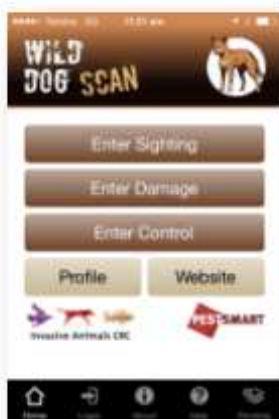 WILD
DOG SCAN
Enter Sighting
Enter Damage
Enter Control
Profile Website
Invasive Animals CRC PESTSMART
Home Login About Help